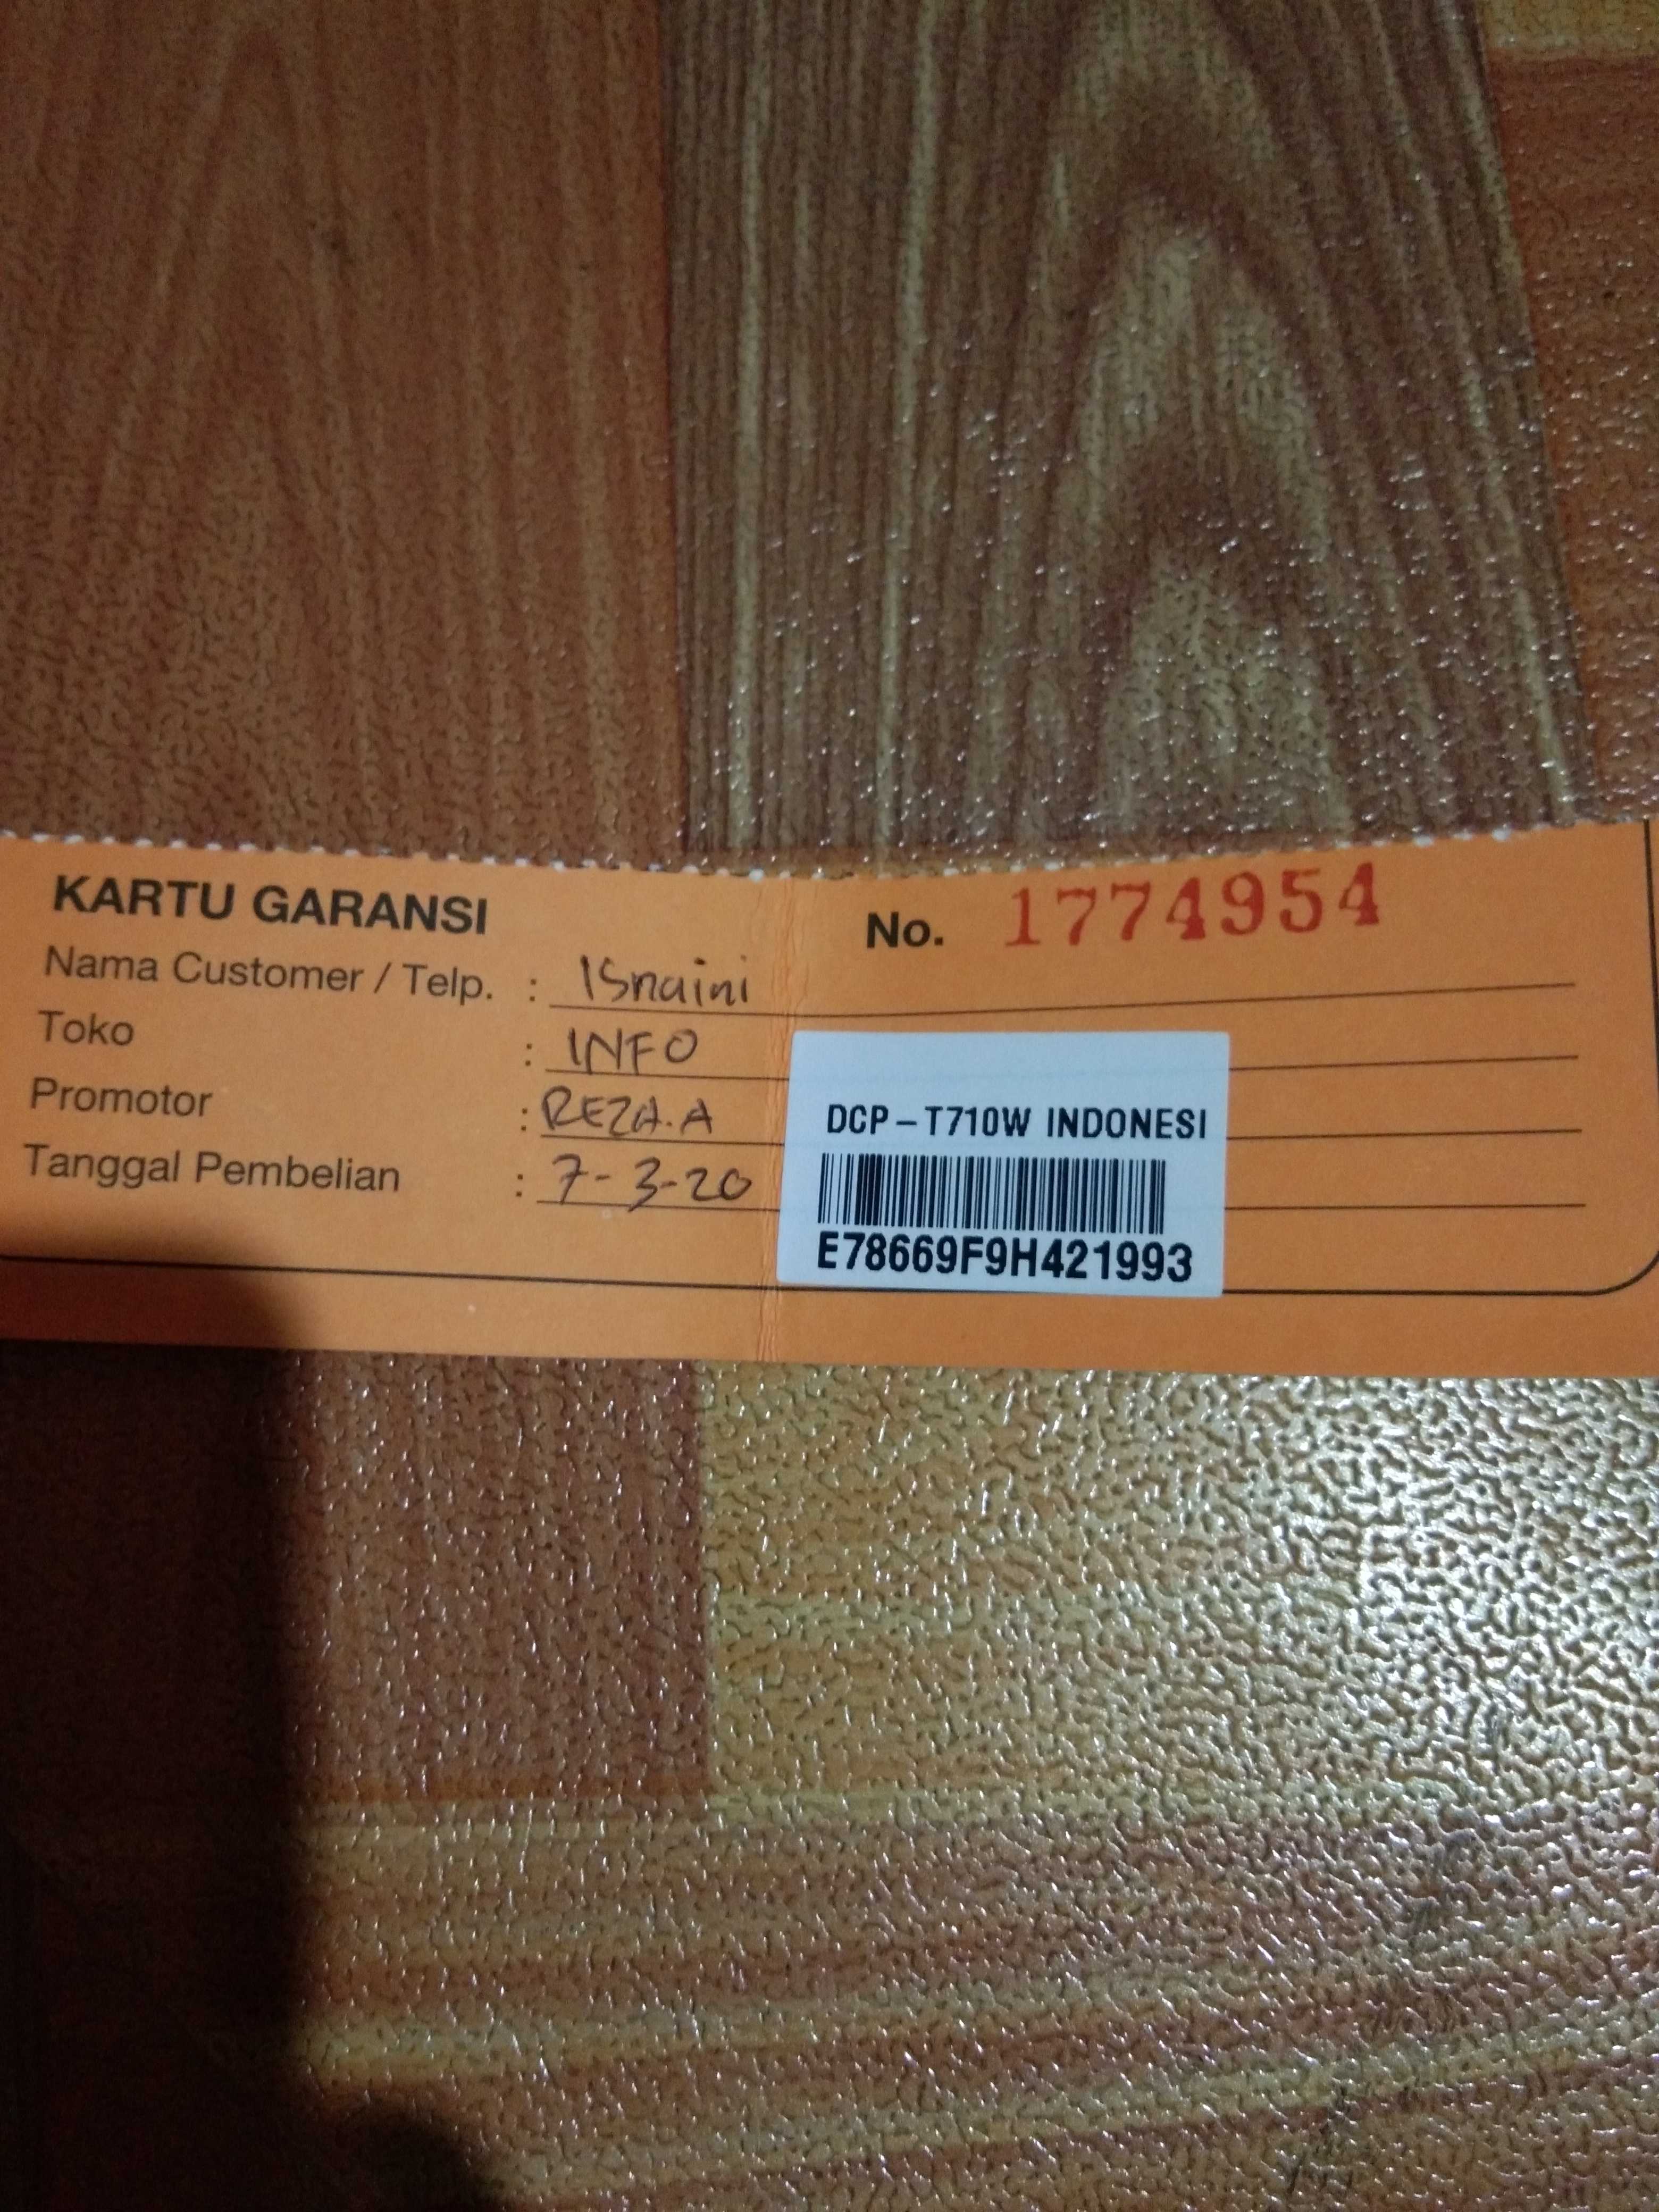 KARTU GARANSI No. 1774954
Nama Customer / Telp. : Isnaini
Toko : INFO
Promotor : REZA.A
Tanggal Pembelian : 7-3-20
DCP-T710W INDONESI
E78669F9H421993